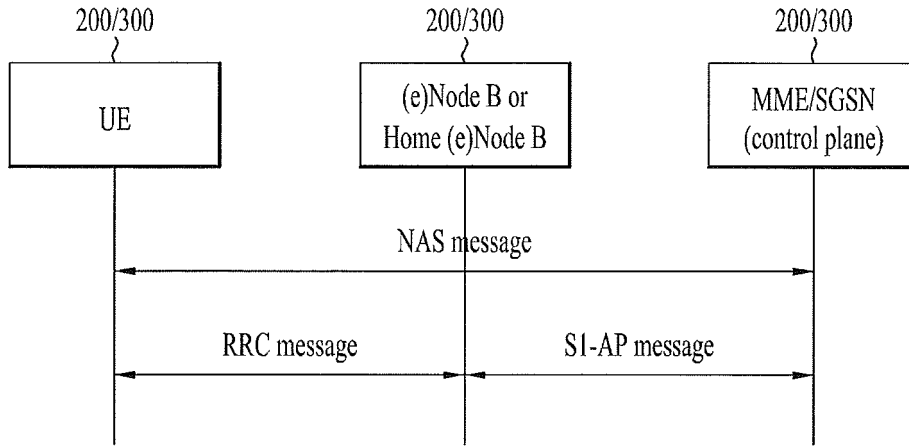 200/300
200/300
200/300
UE
(e)Node B or
Home (e)Node B
MME/SGSN
(control plane)
NAS message
RRC message
S1-AP message